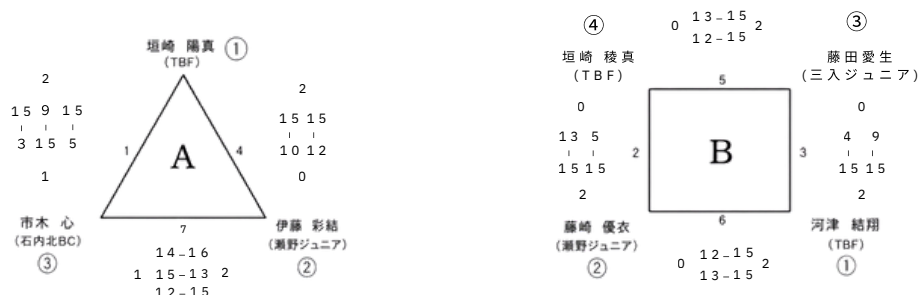 垣崎 陽真 ①
(TBF)
2
15 9 15
3 15 5
1
2
15 15
10 12
0
1
A
4
7
市木 心
(石内北BC)
③
伊藤 彩結
(瀬野ジュニア)
②
14-16
1 15-13 2
12-15
④
垣崎 稜真
(TBF)
0 13-15 2
12-15
③
藤田愛生
(三入ジュニア)
5
0
13 5
15 15
2
2
B
3
0
4 9
15 15
2
6
藤崎 優衣
(瀬野ジュニア)
②
0 12-15 2
13-15
河津 結翔
(TBF)
①